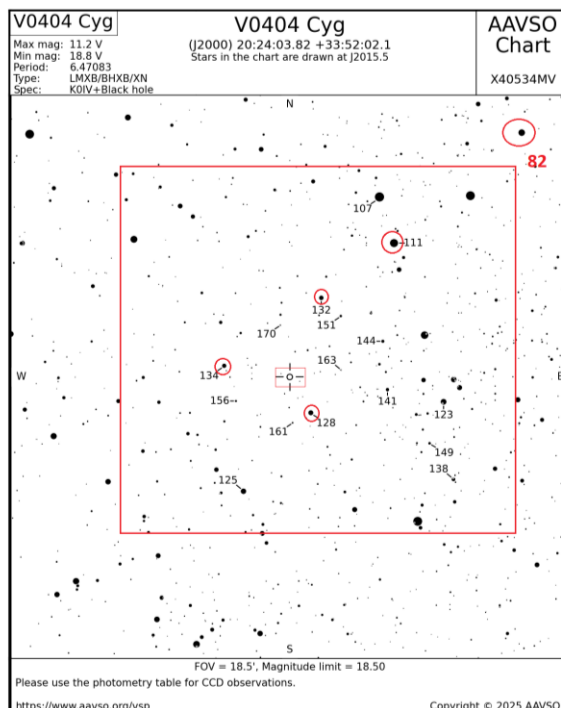 V0404 Cyg
Max mag: 11.2 V
Min mag: 18.8 V
Period: 6.47083
Type: LMXB/BHXB/XN
Spec: K0IV+Black hole
V0404 Cyg
(J2000) 20:24:03.82 +33:52:02.1
Stars in the chart are drawn at J2015.5
AAVSO
Chart
X40534MV
N
82
107
111
132
151
170
144
163
W
134
E
156
141
123
128
161
149
138
125
S
FOV = 18.5', Magnitude limit = 18.50
Please use the photometry table for CCD observations.
https://www.aavso.org/vsp
Copyright © 2025 AAVSO